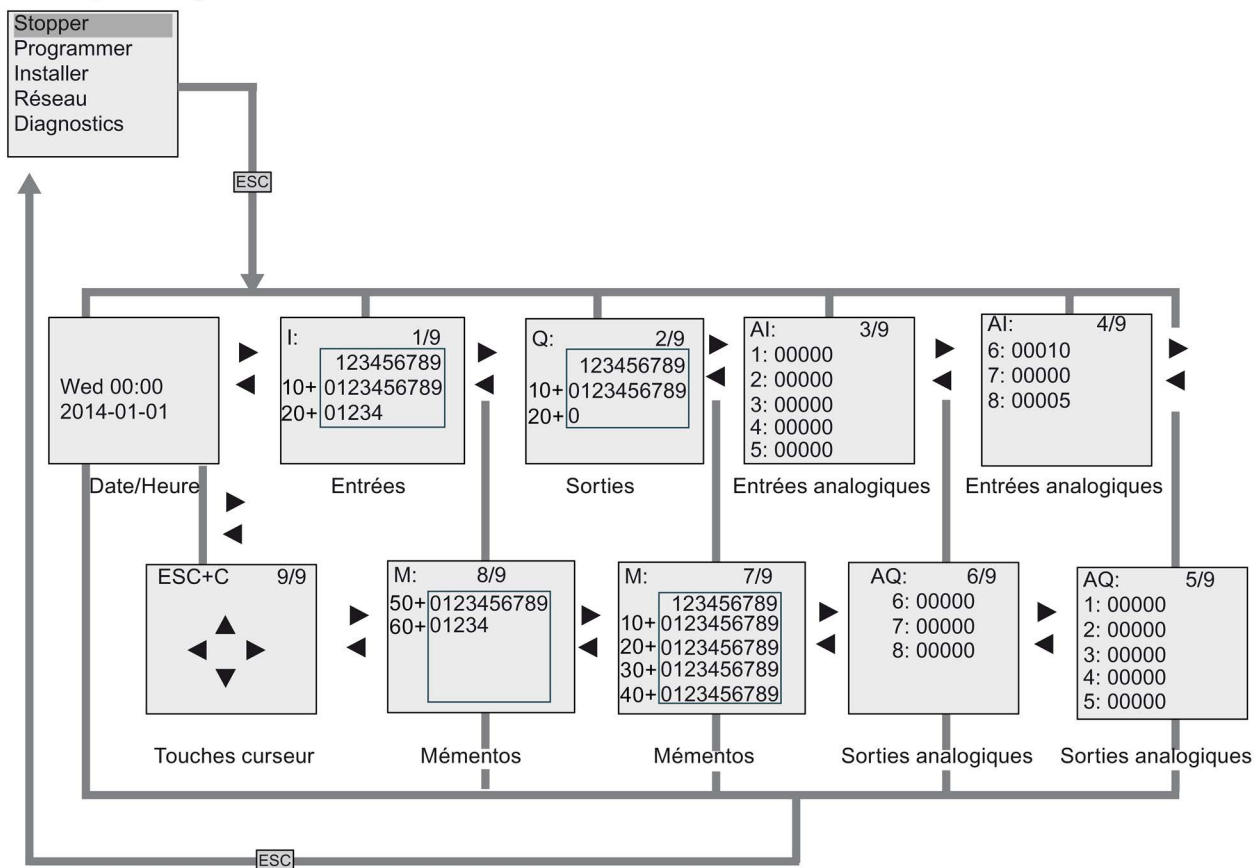 Stopper
Programmer
Installer
Réseau
Diagnostics
ESC
Wed 00:00
2014-01-01
Date/Heure
I: 1/9
123456789
10+0123456789
20+01234
Entrées
Q: 2/9
123456789
10+0123456789
20+0
Sorties
AI: 3/9
1: 00000
2: 00000
3: 00000
4: 00000
5: 00000
Entrées analogiques
AI: 4/9
6: 00010
7: 00000
8: 00005
Entrées analogiques
ESC+C 9/9
Touches curseur
M: 8/9
50+0123456789
60+01234
Mémentos
M: 7/9
123456789
10+0123456789
20+0123456789
30+0123456789
40+0123456789
Mémentos
AQ: 6/9
6: 00000
7: 00000
8: 00000
Sorties analogiques
AQ: 5/9
1: 00000
2: 00000
3: 00000
4: 00000
5: 00000
Sorties analogiques
ESC